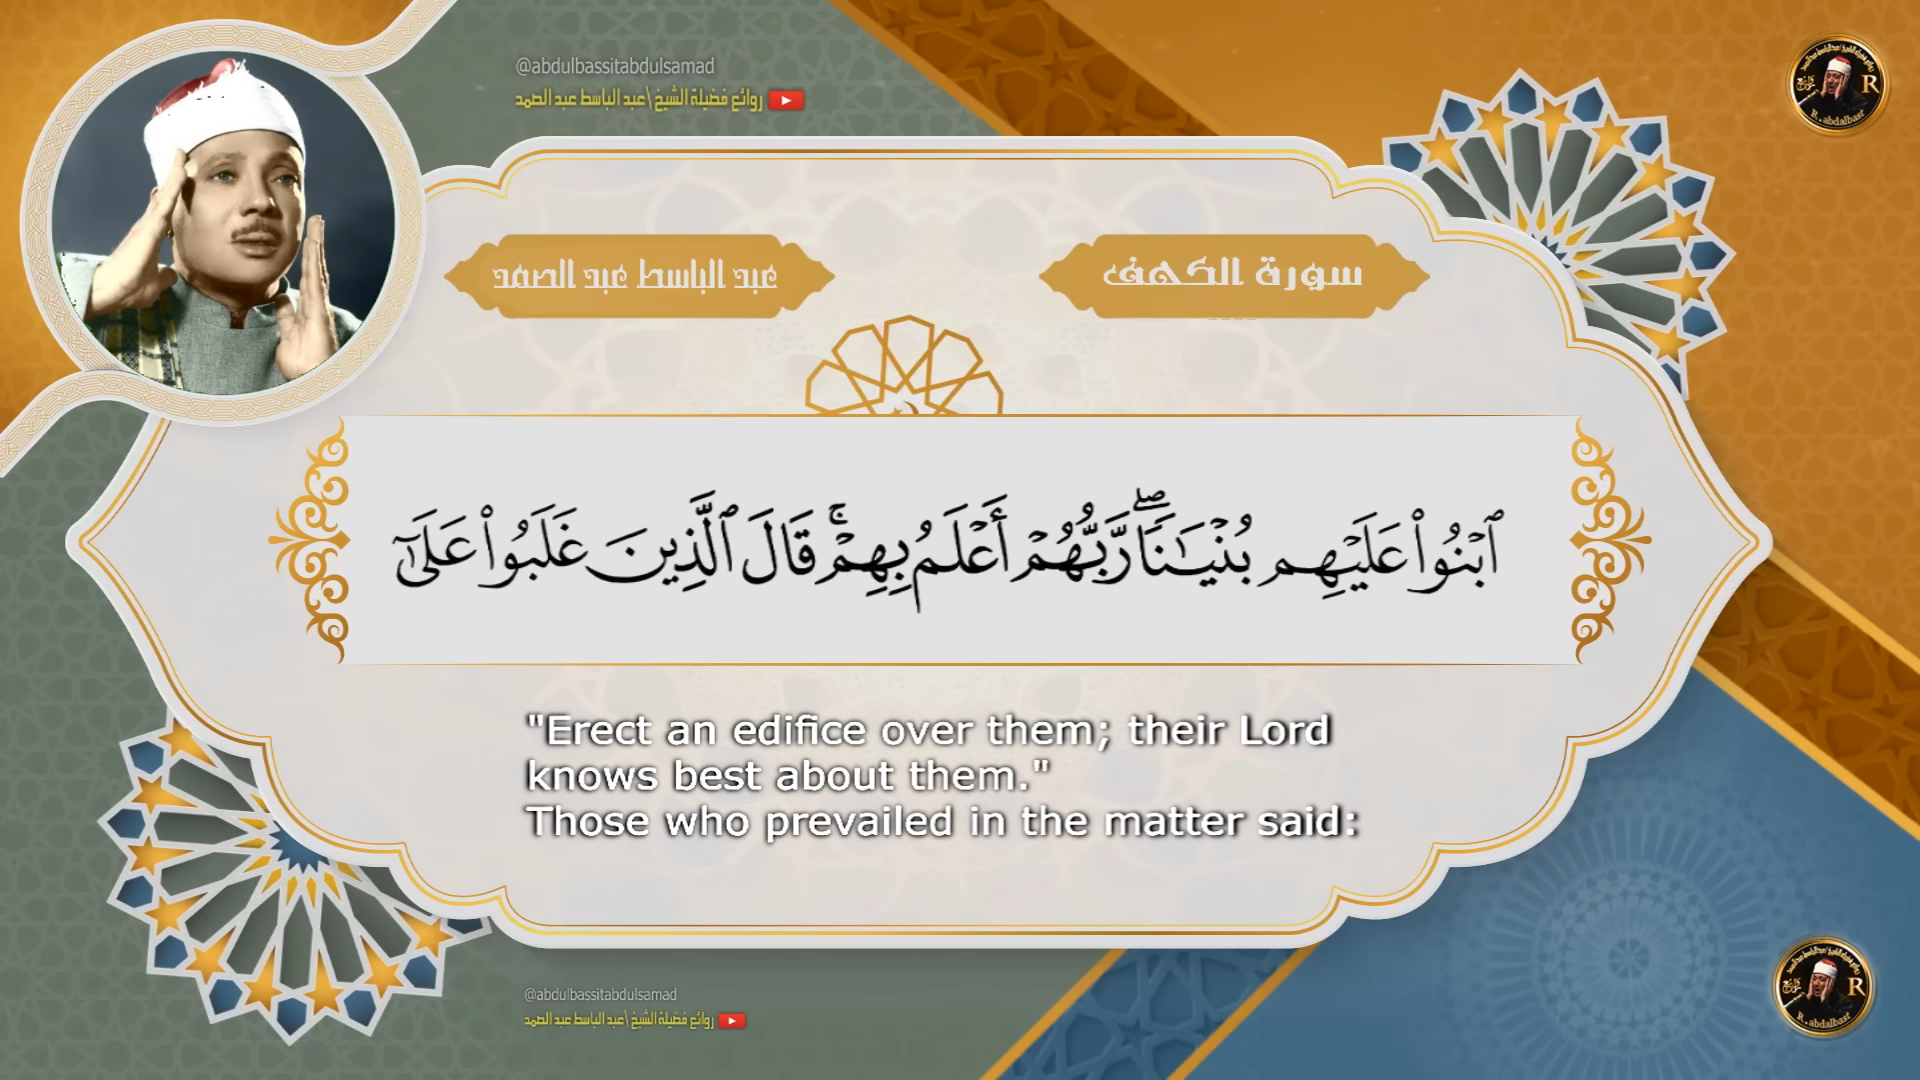 @abdulbassitabdulsamad
روائع فضيلة الشيخ \عبد الباسط عبد الصمد
عبد الباسط عبد الصمد
سورة الكهف
ٱبْنُوا۟ عَلَيْهِم بُنْيَـٰنًا ۖ رَّبُّهُمْ أَعْلَمُ بِهِمْ ۚ قَالَ ٱلَّذِينَ غَلَبُوا۟ عَلَىٰٓ
"Erect an edifice over them; their Lord
knows best about them."
Those who prevailed in the matter said:
@abdulbassitabdulsamad
روائع فضيلة الشيخ \عبد الباسط عبد الصمد
R
R. abdalbast
R
R. abdalbast